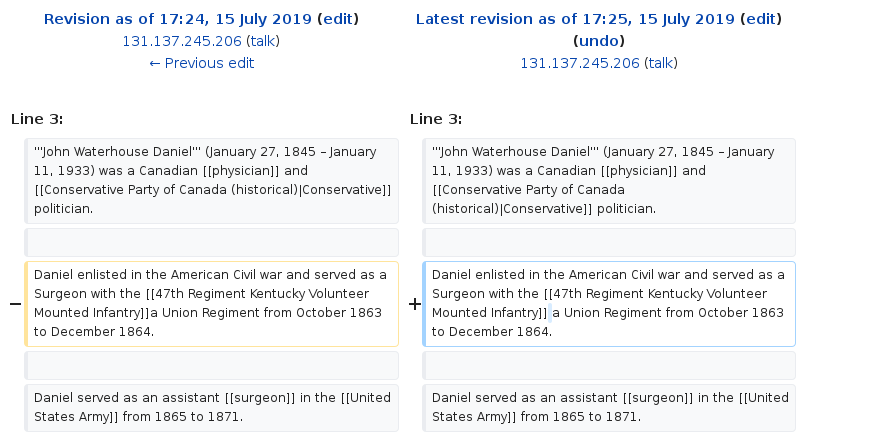 Revision as of 17:24, 15 July 2019 (edit)
131.137.245.206 (talk)
← Previous edit
Latest revision as of 17:25, 15 July 2019 (edit)
(undo)
131.137.245.206 (talk)
Line 3:
Line 3:
'''John Waterhouse Daniel''' (January 27, 1845 – January
11, 1933) was a Canadian [[physician]] and
[[Conservative Party of Canada (historical)|Conservative]]
politician.
'''John Waterhouse Daniel''' (January 27, 1845 – January
11, 1933) was a Canadian [[physician]] and
[[Conservative Party of Canada
(historical)|Conservative]] politician.
−
Daniel enlisted in the American Civil war and served as a
Surgeon with the [[47th Regiment Kentucky Volunteer
Mounted Infantry]]a Union Regiment from October 1863
to December 1864.
+
Daniel enlisted in the American Civil war and served as a
Surgeon with the [[47th Regiment Kentucky Volunteer
Mounted Infantry]] a Union Regiment from October 1863
to December 1864.
Daniel served as an assistant [[surgeon]] in the [[United
States Army]] from 1865 to 1871.
Daniel served as an assistant [[surgeon]] in the [[United
States Army]] from 1865 to 1871.